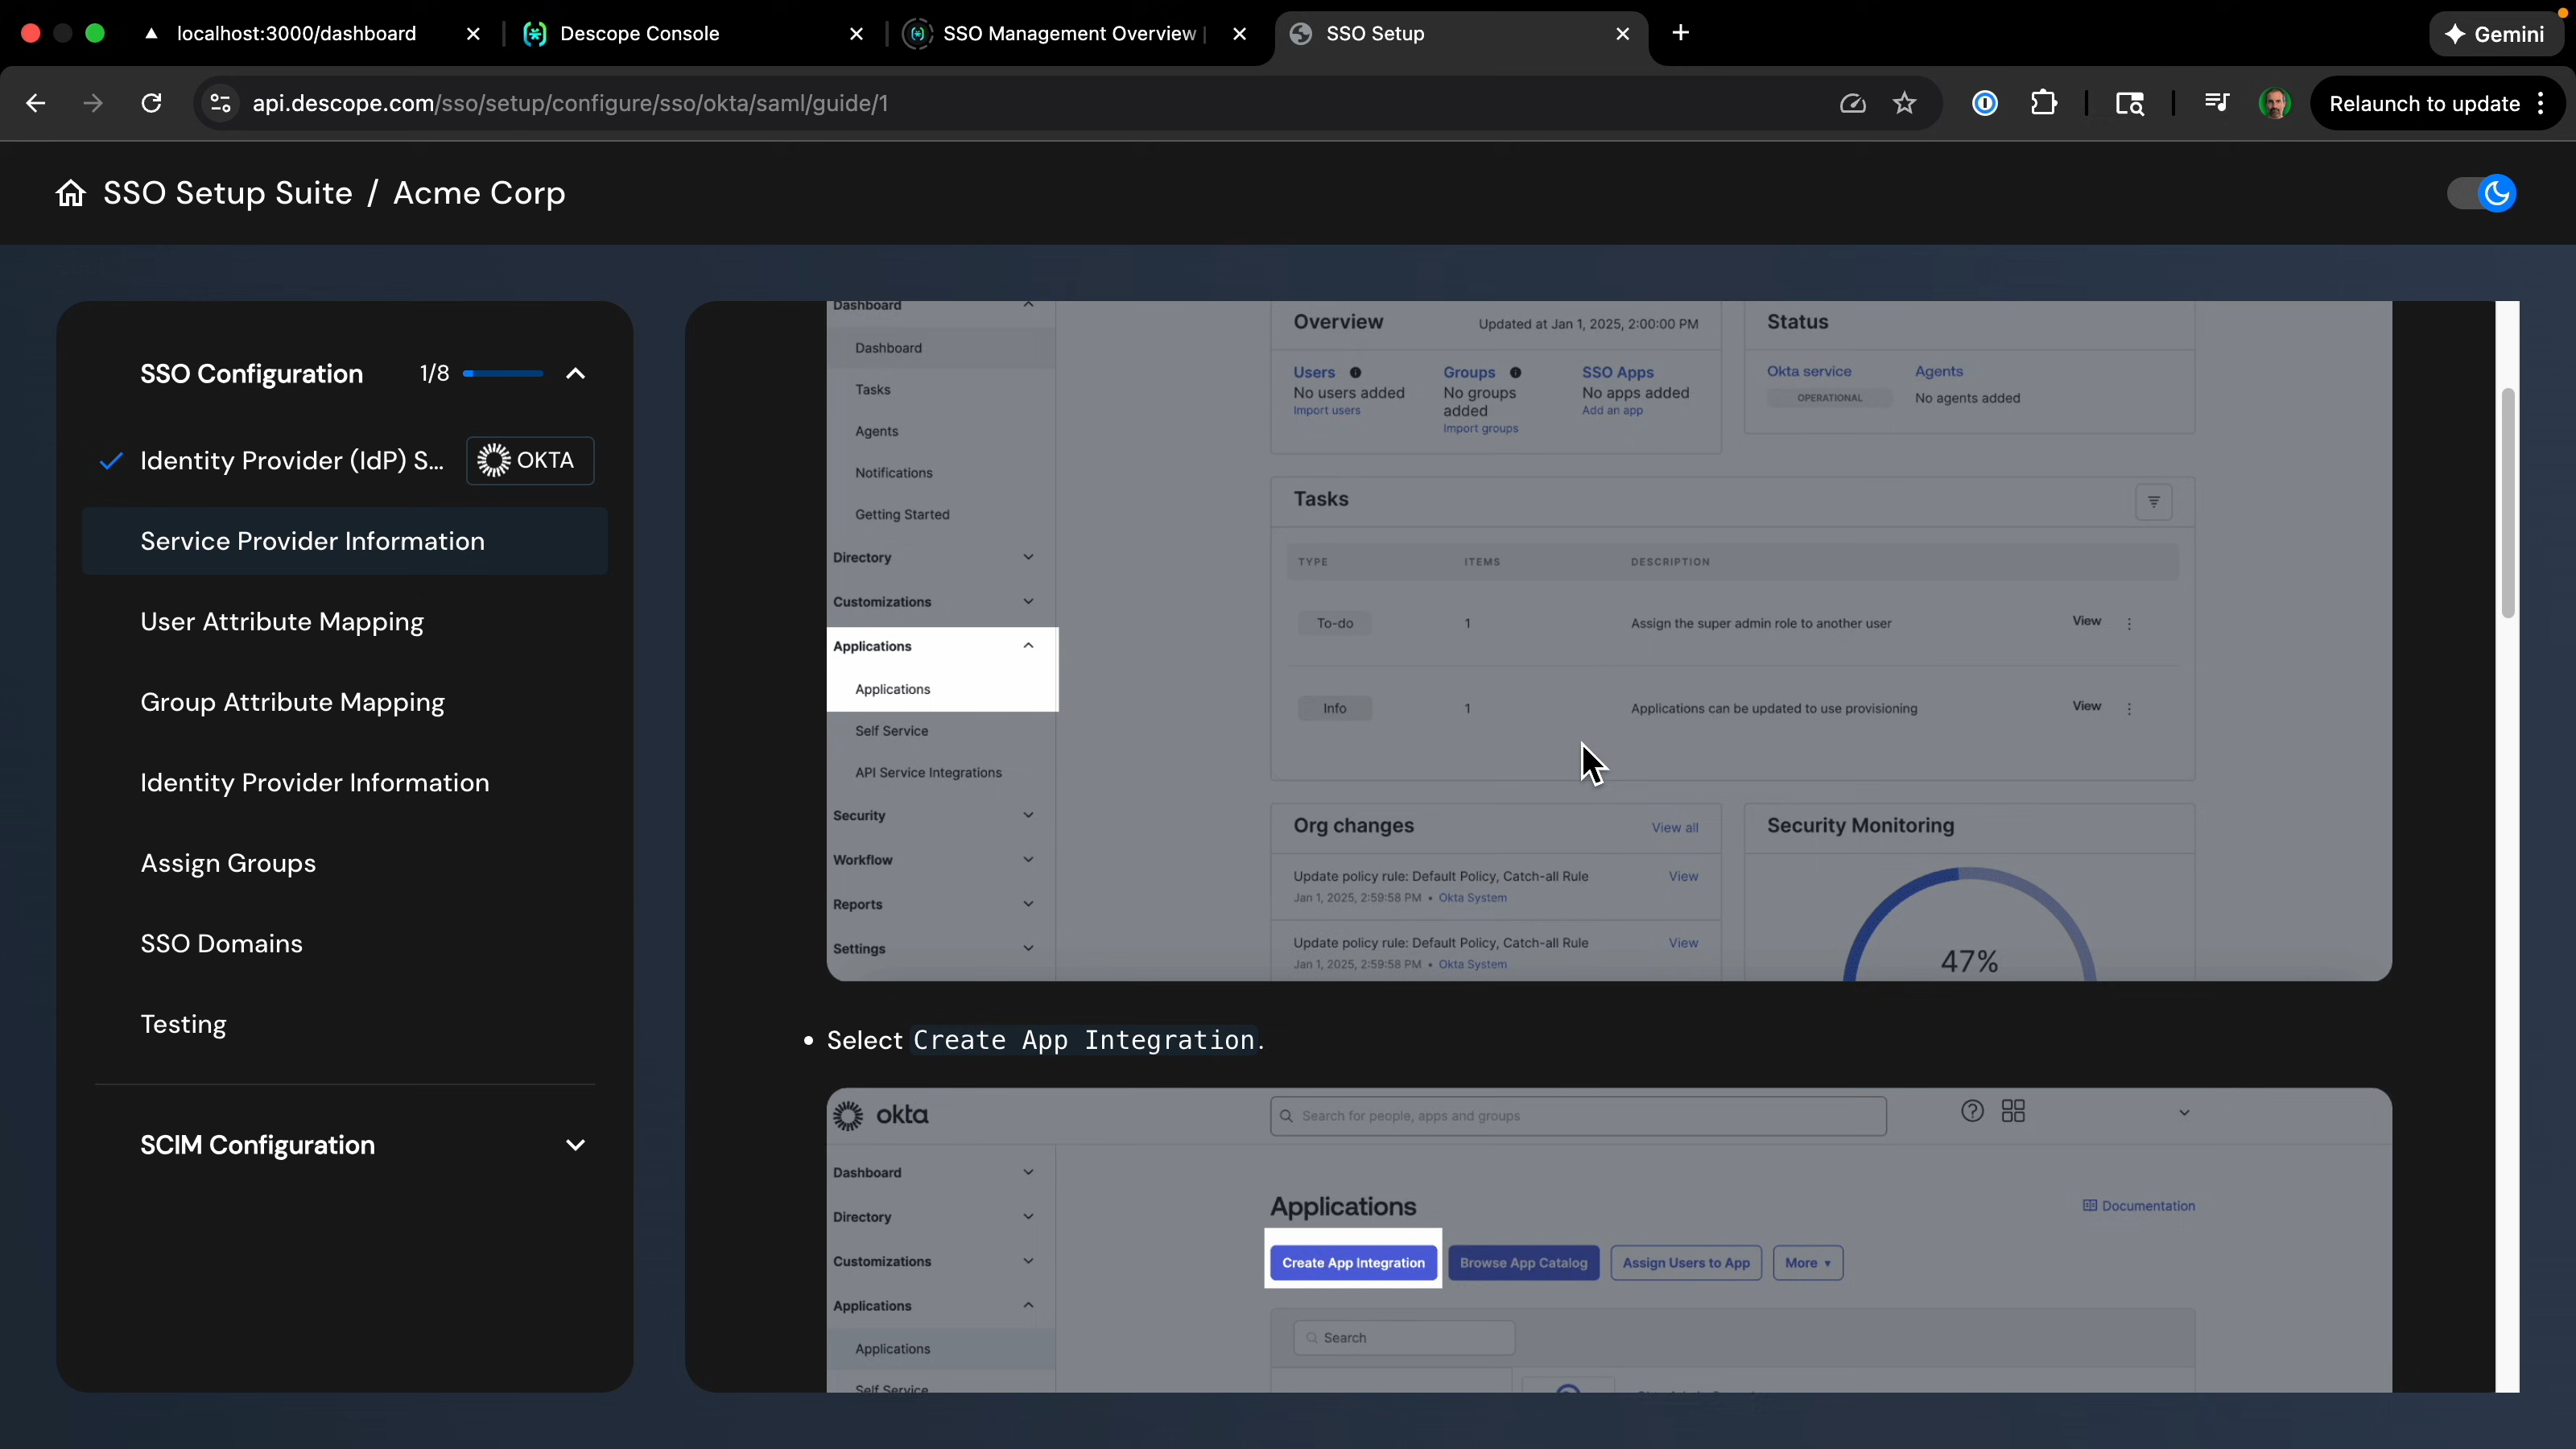 localhost:3000/dashboard
Descope Console
SSO Management Overview |
SSO Setup
Gemini
api.descope.com/sso/setup/configure/sso/okta/saml/guide/1
Relaunch to update
SSO Setup Suite / Acme Corp
SSO Configuration 1/8
Identity Provider (IdP) S... OKTA
Service Provider Information
User Attribute Mapping
Group Attribute Mapping
Identity Provider Information
Assign Groups
SSO Domains
Testing
SCIM Configuration
Dashboard
Dashboard
Tasks
Agents
Notifications
Getting Started
Directory
Customizations
Applications
Applications
Self Service
API Service Integrations
Security
Workflow
Reports
Settings
Overview Updated at Jan 1, 2025, 2:00:00 PM
Users Groups SSO Apps
No users added No groups added No apps added
Import users Import groups Add an app
Status
Okta service Agents
OPERATIONAL No agents added
Tasks
TYPE ITEMS DESCRIPTION
To-do 1 Assign the super admin role to another user View
Info 1 Applications can be updated to use provisioning View
Org changes View all
Update policy rule: Default Policy, Catch-all Rule View
Jan 1, 2025, 2:59:58 PM • Okta System
Update policy rule: Default Policy, Catch-all Rule View
Jan 1, 2025, 2:59:58 PM • Okta System
Security Monitoring
47%
• Select Create App Integration.
okta
Search for people, apps and groups
Dashboard
Directory
Customizations
Applications
Applications
Self Service
Applications
Documentation
Create App Integration Browse App Catalog Assign Users to App More
Search